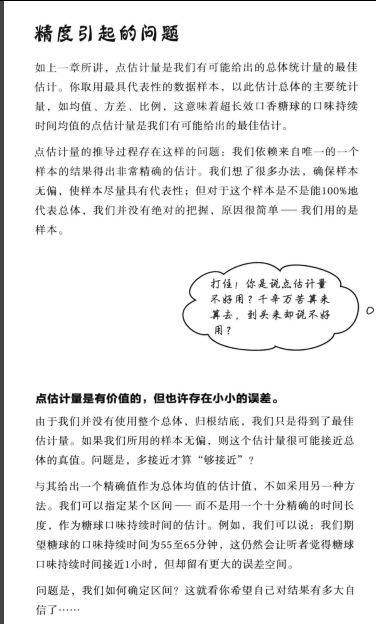 精度引起的问题
如上一章所讲，点估计量是我们有可能给出的总体统计量的最佳
估计。你取用最具代表性的数据样本，以此估计总体的主要统计
量，如均值、方差、比例，这意味着超长效口香糖球的口味持续
时间均值的点估计量是我们有可能给出的最佳估计。
点估计量的推导过程存在这样的问题：我们依赖来自唯一的一个
样本的结果得出非常精确的估计。我们想了很多办法，确保样本
无偏，使样本尽量具有代表性；但对于这个样本是不是能100%地
代表总体，我们并没有绝对的把握，原因很简单——我们用的是
样本。
打住！你是说点估计量
不好用？千辛万苦算来
算去，到头来却说不好
用？
点估计量是有价值的，但也许存在小小的误差。
由于我们并没有使用整个总体，归根结底，我们只是得到了最佳
估计量。如果我们所用的样本无偏，则这个估计量很可能接近总
体的真值。问题是，多接近才算“够接近”？
与其给出一个精确值作为总体均值的估计值，不如采用另一种方
法。我们可以指定某个区间——而不是用一个十分精确的时间长
度，作为糖球口味持续时间的估计。例如，我们可以说：我们期
望糖球的口味持续时间为55至65分钟，这仍然会让听者觉得糖球
口味持续时间接近1小时，但却留有更大的误差空间。
问题是，我们如何确定区间？这就看你希望自己对结果有多大自
信了……